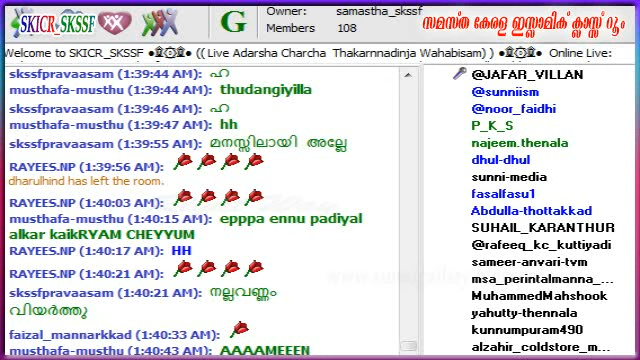 SKICR_SKSSF
G
Owner: samastha_skssf
Members 108
സമസ്ത കേരള ഇസ്ലാമിക് ക്ലാസ്സ് റൂം
Welcome to SKICR_SKSSF ●๑۩۞۩๑● (( Live Adarsha Charcha Thakarnnadinja Wahabisam)) ●๑۩۞۩๑● Online Live:
skssfpravaasam (1:39:44 AM): ഹ
musthafa-musthu (1:39:44 AM): thudangiyilla
skssfpravaasam (1:39:46 AM): ഹ
musthafa-musthu (1:39:47 AM): hh
skssfpravaasam (1:39:55 AM): മനസ്സിലായി അല്ലേ
RAYEES.NP (1:39:56 AM):
dharulhind has left the room.
RAYEES.NP (1:40:03 AM):
musthafa-musthu (1:40:15 AM): epppa ennu padiyal
alkar kaikRYAM CHEYYUM
RAYEES.NP (1:40:17 AM): HH
RAYEES.NP (1:40:21 AM):
skssfpravaasam (1:40:21 AM): നല്ലവണ്ണം
വിയർത്തു
faizal_mannarkkad (1:40:33 AM):
musthafa-musthu (1:40:43 AM): AAAAMEEEN
@JAFAR_VILLAN
@sunniism
@noor_faidhi
P_K_S
najeem.thenala
dhul-dhul
sunni-media
fasalfasu1
Abdulla-thottakkad
SUHAIL_KARANTHUR
@rafeeq_kc_kuttiyadi
sameer-anvari-tvm
msa_perintalmanna_...
MuhammedMahshook
yahutty-thennala
kunnumpuram490
alzahir_coldstore_m...